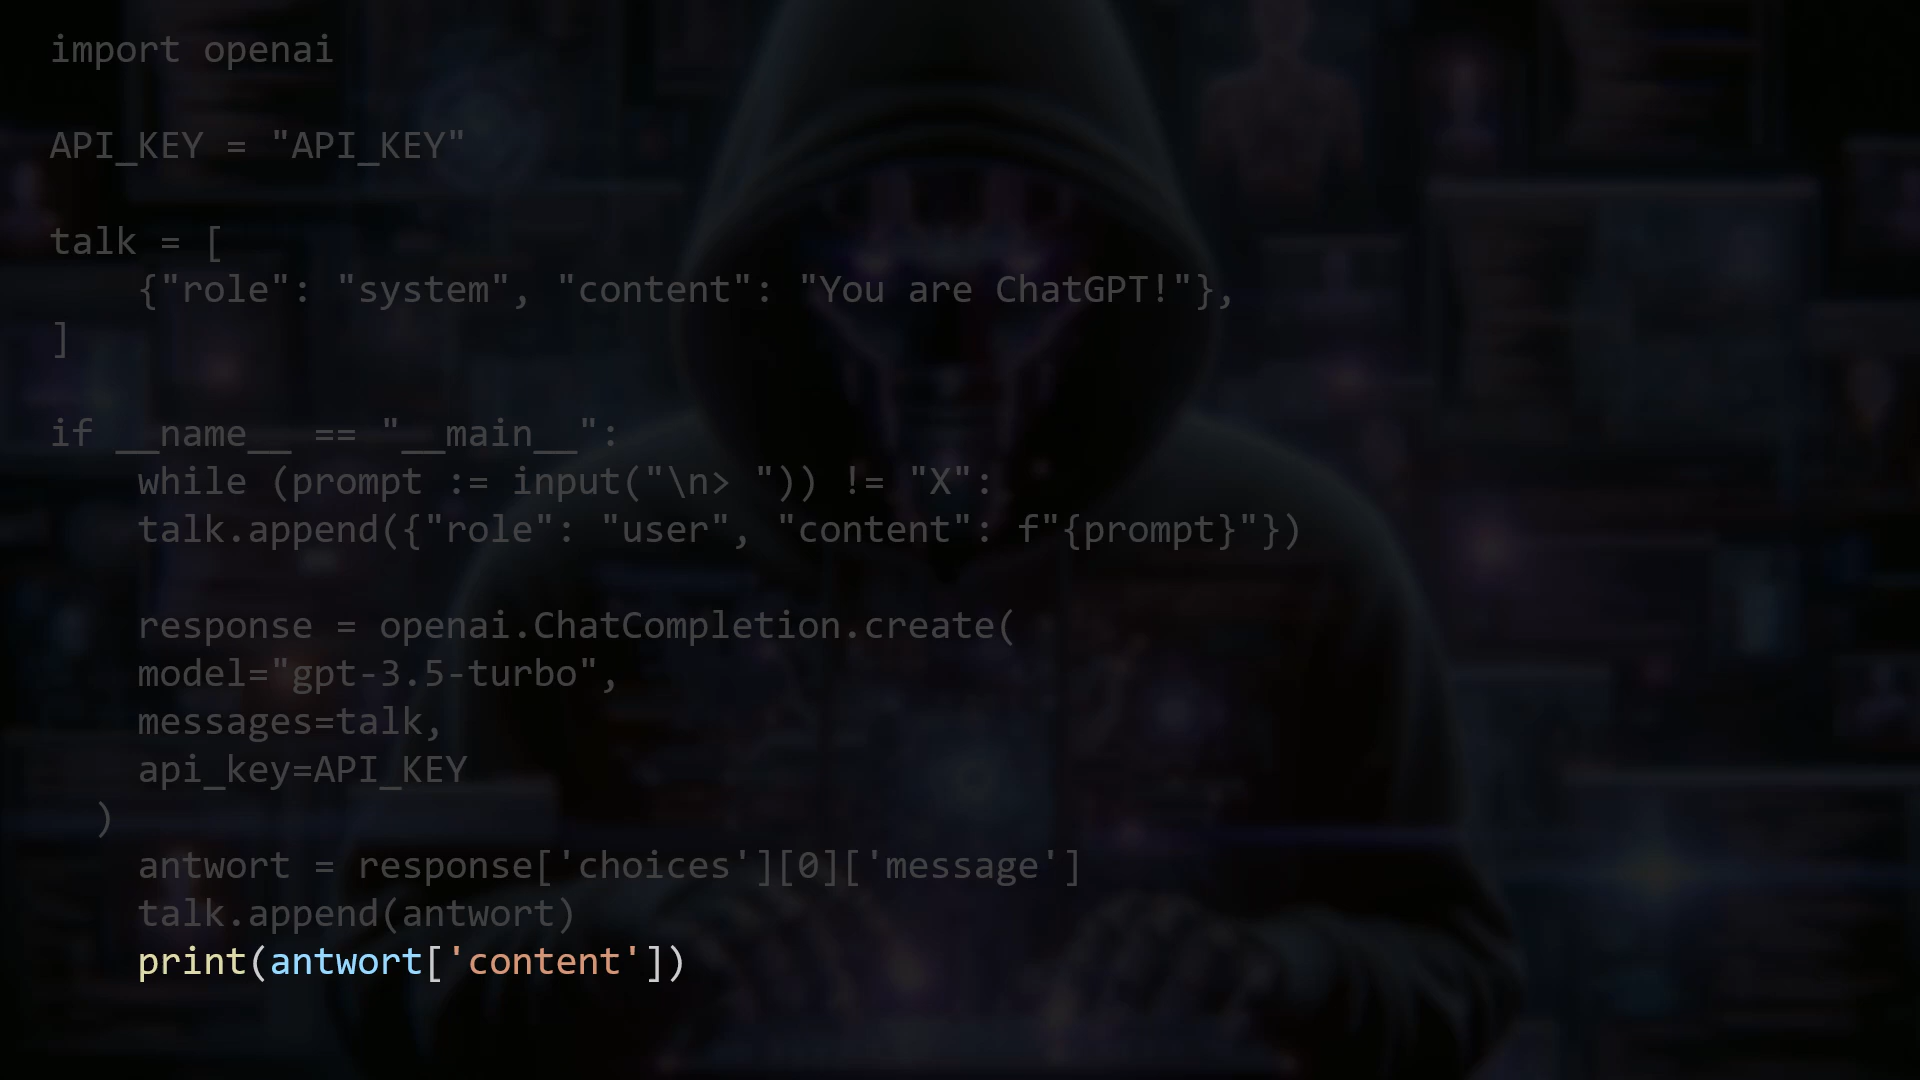 import openai
API_KEY = "API_KEY"
talk = [
    {"role": "system", "content": "You are ChatGPT!"},
]
if __name__ == "__main__":
    while (prompt := input("\n> ")) != "X":
    talk.append({"role": "user", "content": f"{prompt}"})
    response = openai.ChatCompletion.create(
    model="gpt-3.5-turbo",
    messages=talk,
    api_key=API_KEY
  )
    antwort = response['choices'][0]['message']
    talk.append(antwort)
    print(antwort['content'])